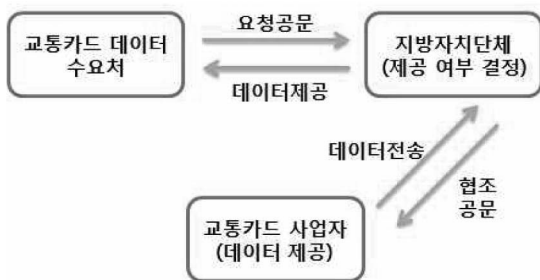 요청공문
교통카드 데이터
수요처
지방자치단체
(제공 여부 결정)
데이터제공
데이터전송
협조
공문
교통카드 사업자
(데이터 제공)